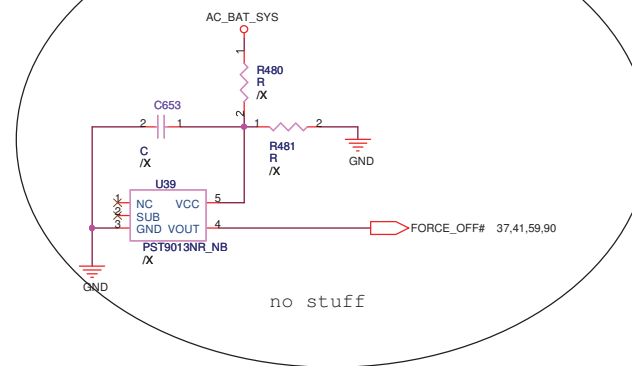 AC_BAT_SYS
1
R480
R
/X
2
C653
2 1
C
/X
1 2
R481
R
/X
GND
U39
1 NC VCC 5
2 SUB
3 GND VOUT 4
PST9013NR_NB
/X
FORCE_OFF# 37,41,59,90
GND
no stuff